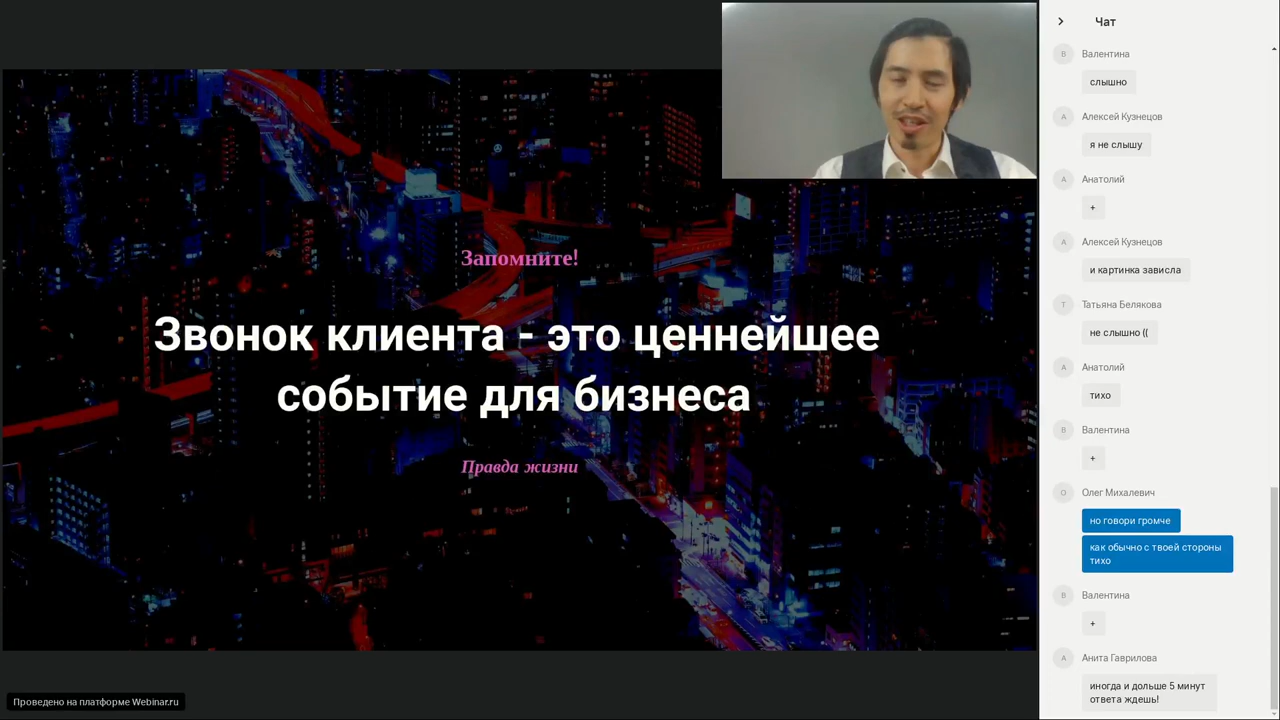 Запомните!
Звонок клиента - это ценнейшее
событие для бизнеса
Правда жизни
Проведено на платформе Webinar.ru
Чат
В
Валентина
слышно
А
Алексей Кузнецов
я не слышу
А
Анатолий
+
А
Алексей Кузнецов
и картинка зависла
Т
Татьяна Белякова
не слышно ((
А
Анатолий
тихо
В
Валентина
+
О
Олег Михалевич
но говори громче
как обычно с твоей стороны
тихо
В
Валентина
+
А
Анита Гаврилова
иногда и дольше 5 минут
ответа ждешь!